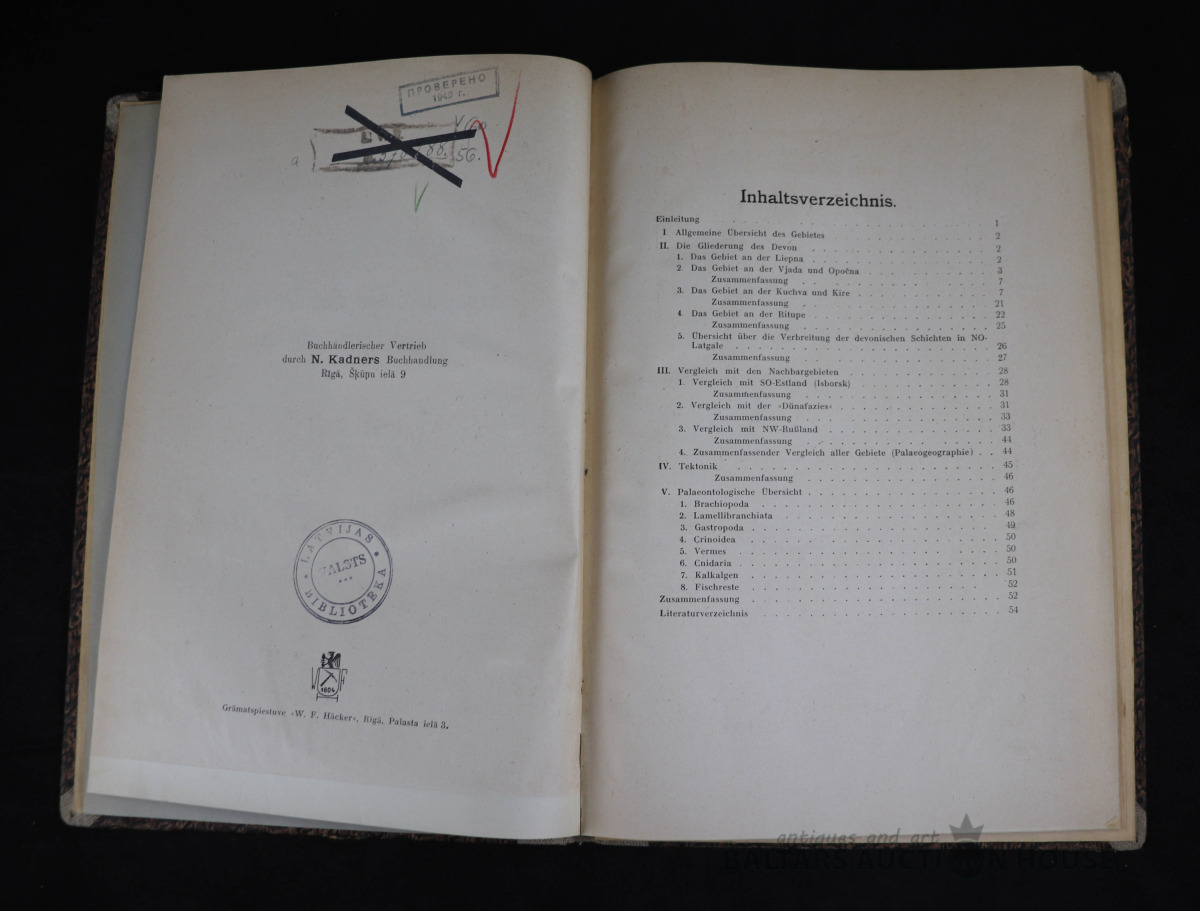 ПРОВЕРЕНО
1949 г.
56.
Buchhändlerischer Vertrieb
durch N. Kadners Buchhandlung
Rīgā, Šķūņu ielā 9
LATVIJAS
VALSTS
BIBLIOTEKA
W F
1804
H
Grāmatspiestuve «W. F. Häcker», Rīgā, Palasta ielā 3.
Inhaltsverzeichnis.
Einleitung 1
I. Allgemeine Übersicht des Gebietes 2
II. Die Gliederung des Devon 2
1. Das Gebiet an der Liepna 2
2. Das Gebiet an der Vjada und Opočna 3
Zusammenfassung 7
3. Das Gebiet an der Kuchva und Kire 7
Zusammenfassung 21
4. Das Gebiet an der Ritupe 22
Zusammenfassung 25
5. Übersicht über die Verbreitung der devonischen Schichten in NO-
Latgale 26
Zusammenfassung 27
III. Vergleich mit den Nachbargebieten 28
1. Vergleich mit SO-Estland (Isborsk) 28
Zusammenfassung 31
2. Vergleich mit der »Dünafazies« 31
Zusammenfassung 33
3. Vergleich mit NW-Rußland 33
Zusammenfassung 44
4. Zusammenfassender Vergleich aller Gebiete (Palaeogeographie) 44
IV. Tektonik 45
Zusammenfassung 46
V. Palaeontologische Übersicht 46
1. Brachiopoda 46
2. Lamellibranchiata 48
3. Gastropoda 49
4. Crinoidea 50
5. Vermes 50
6. Cnidaria 50
7. Kalkalgen 51
8. Fischreste 52
Zusammenfassung 52
Literaturverzeichnis 54
antiques and art
BALTARS AUCTION HOUSE